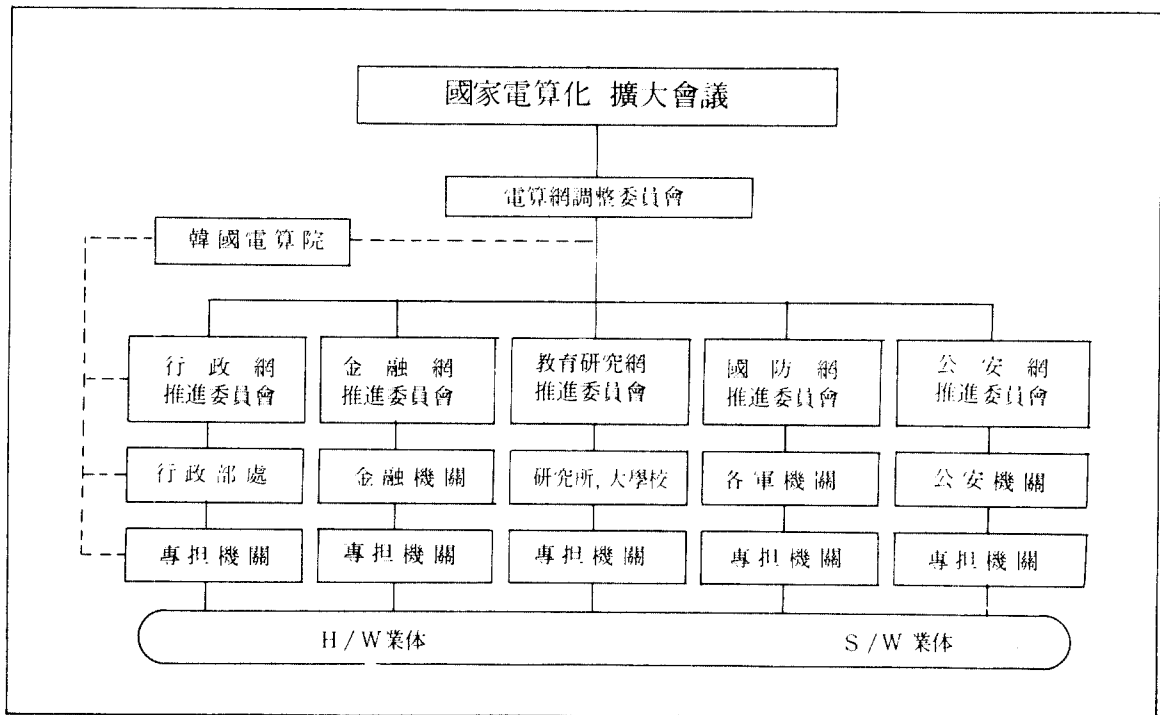 國家電算化 擴大會議
電算網調整委員會
韓國電算院
行政網
推進委員會
金融網
推進委員會
教育研究網
推進委員會
國防網
推進委員會
公安網
推進委員會
行政部處
金融機關
研究所, 大學校
各軍機關
公安機關
專担機關
專担機關
專担機關
專担機關
專担機關
H/W業体
S/W業体